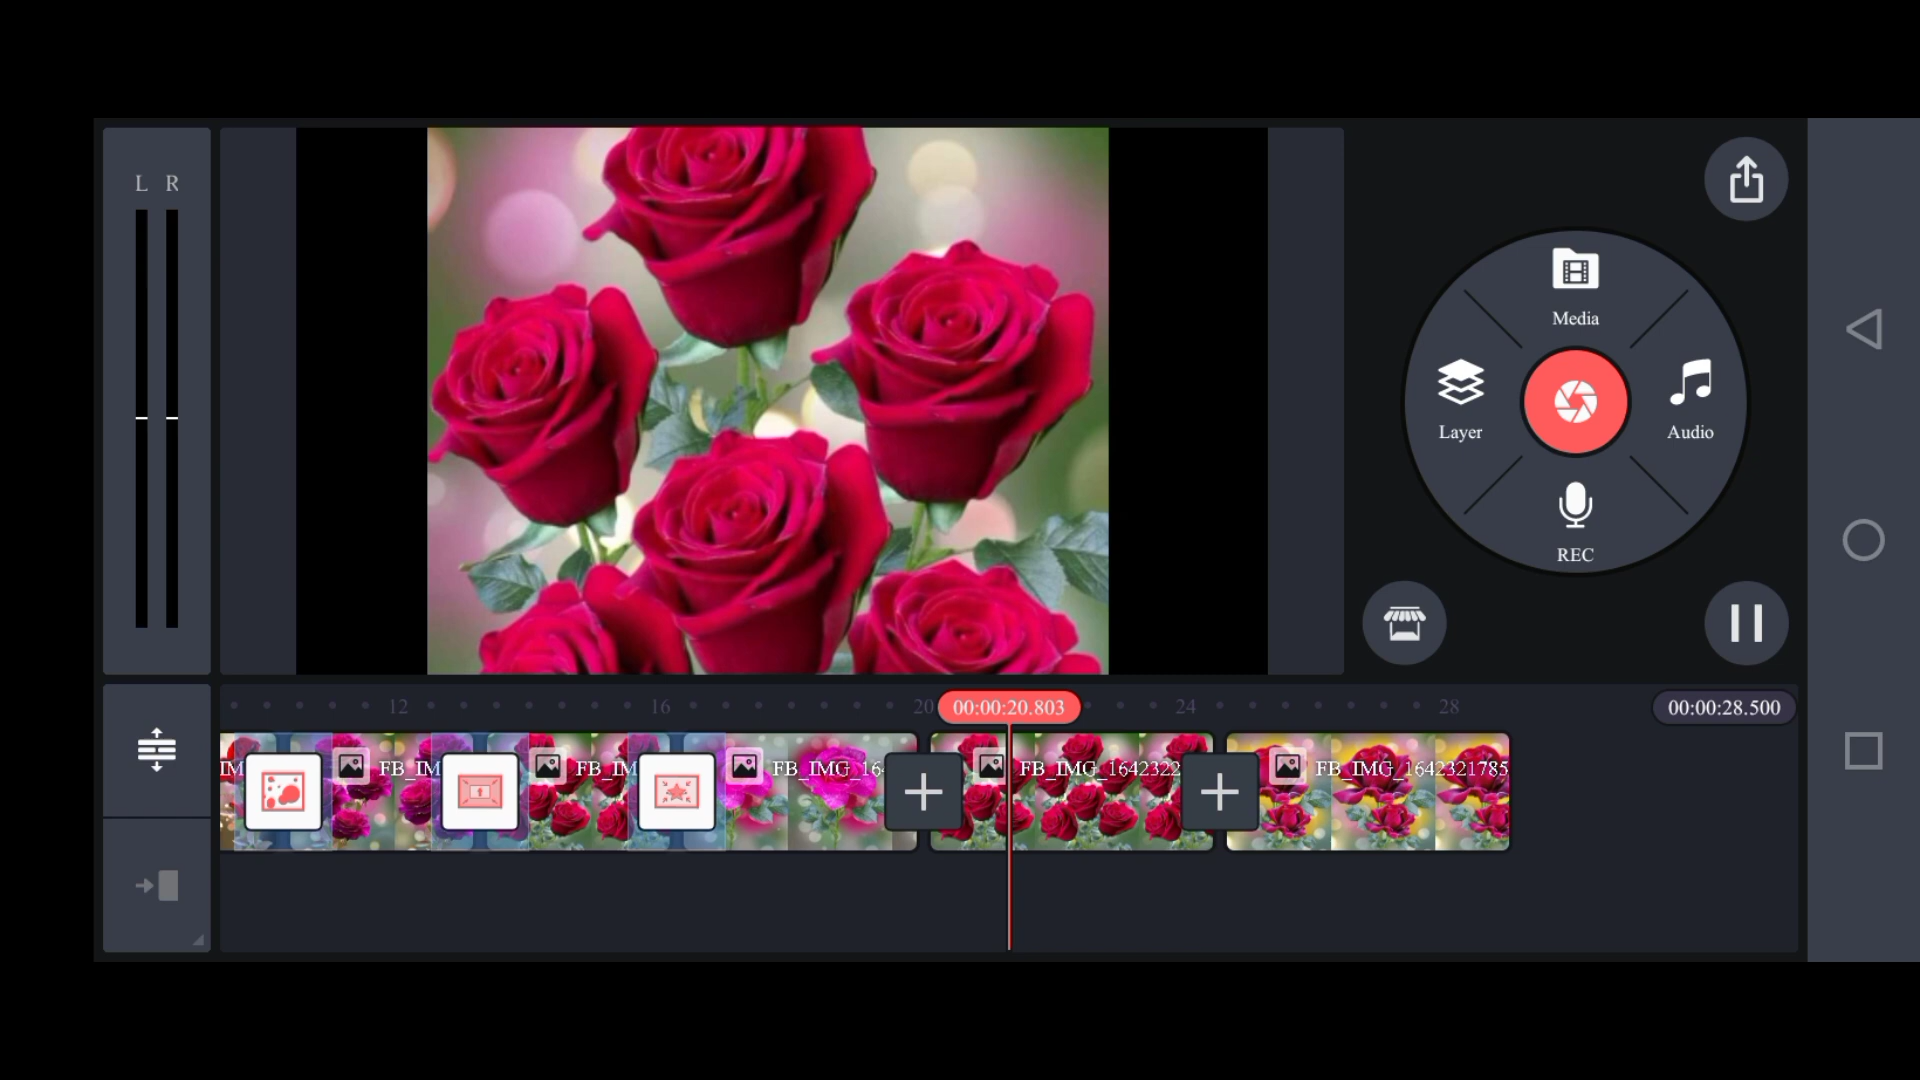 L R
Media
Layer
Audio
REC
12 16 20 00:00:20.803 24 28 00:00:28.500
IM FB_IM FB_IM FB_IMG_16 FB_IMG_1642322 FB_IMG_1642321785